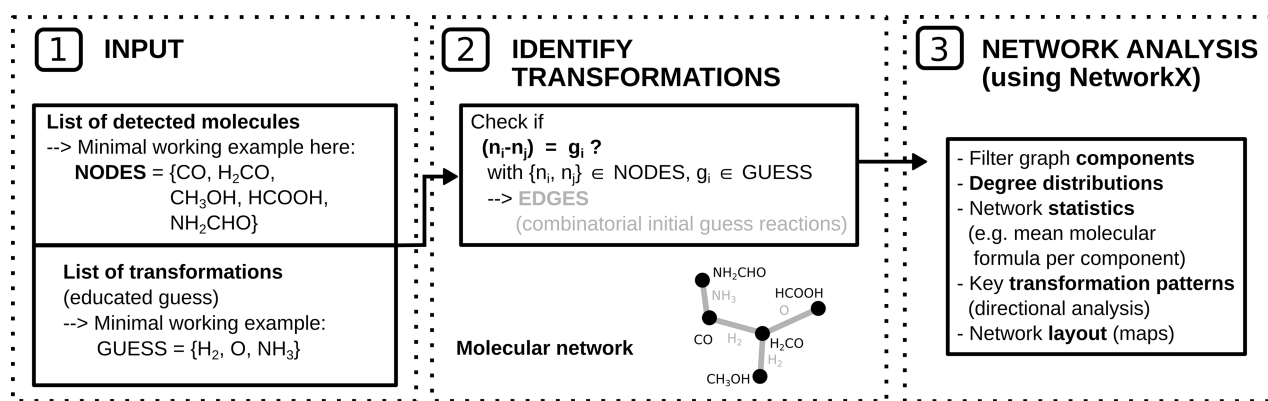 1 INPUT
List of detected molecules
--> Minimal working example here:
NODES = {CO, H₂CO,
CH₃OH, HCOOH,
NH₂CHO}
List of transformations
(educated guess)
--> Minimal working example:
GUESS = {H₂, O, NH₃}
2 IDENTIFY
TRANSFORMATIONS
Check if
(nᵢ-nⱼ) = gᵢ ?
with {nᵢ, nⱼ} ∈ NODES, gᵢ ∈ GUESS
--> EDGES
(combinatorial initial guess reactions)
Molecular network
NH₂CHO
NH₃
HCOOH
O
CO
H₂
H₂CO
H₂
CH₃OH
3 NETWORK ANALYSIS
(using NetworkX)
- Filter graph components
- Degree distributions
- Network statistics
(e.g. mean molecular
formula per component)
- Key transformation patterns
(directional analysis)
- Network layout (maps)